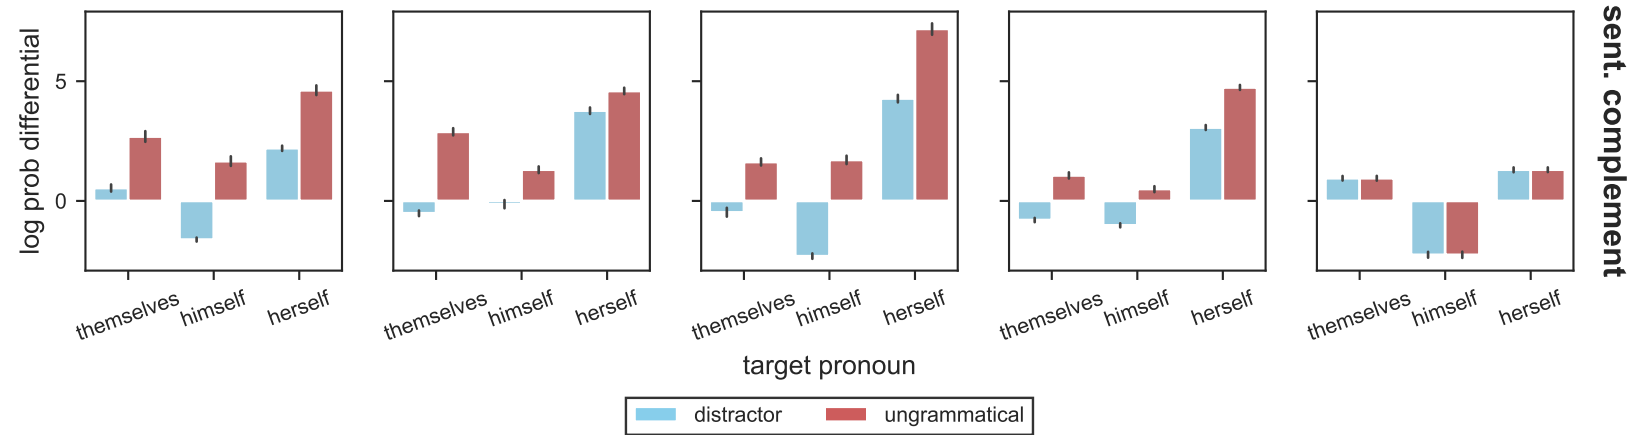 log prob differential
5
0
themselves himself herself
themselves himself herself
themselves himself herself
themselves himself herself
themselves himself herself
target pronoun
distractor ungrammatical
sent. complement